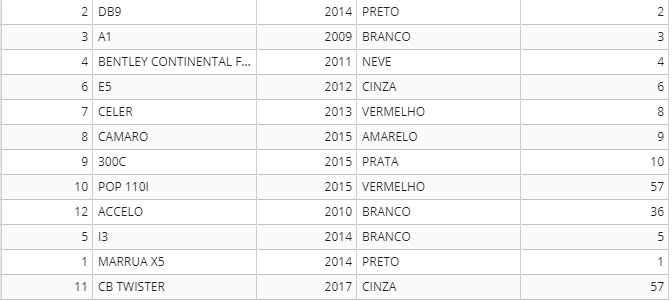 2 DB9 2014 PRETO 2
3 A1 2009 BRANCO 3
4 BENTLEY CONTINENTAL F... 2011 NEVE 4
6 E5 2012 CINZA 6
7 CELER 2013 VERMELHO 8
8 CAMARO 2015 AMARELO 9
9 300C 2015 PRATA 10
10 POP 110I 2015 VERMELHO 57
12 ACCELO 2010 BRANCO 36
5 I3 2014 BRANCO 5
1 MARRUA X5 2014 PRETO 1
11 CB TWISTER 2017 CINZA 57